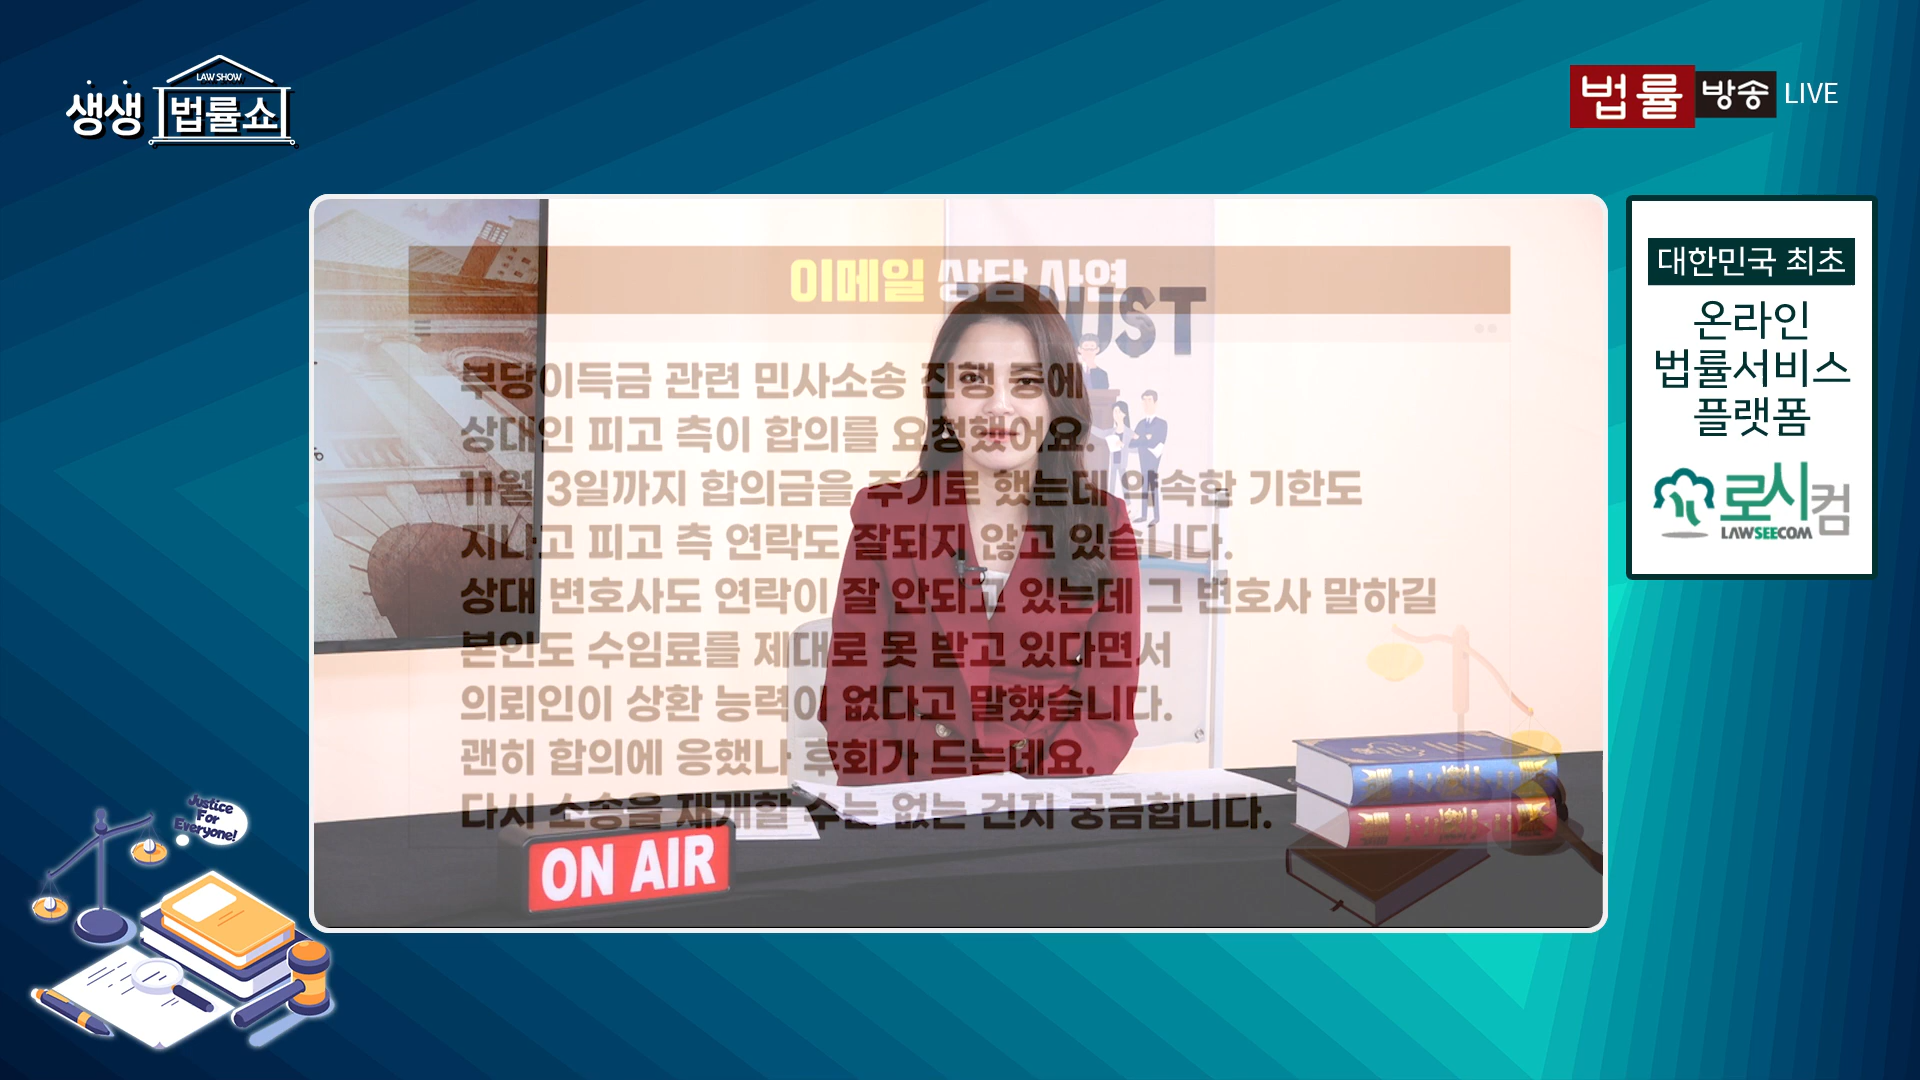 LAW SHOW
생생 법률쇼
법률방송 LIVE
이메일 상담 사연
TRUST
부당이득금 관련 민사소송 진행 중에
상대인 피고 측이 합의를 요청했어요.
11월 3일까지 합의금을 주기로 했는데 약속한 기한도
지나고 피고 측 연락도 잘되지 않고 있습니다.
상대 변호사도 연락이 잘 안되고 있는데 그 변호사 말하길
본인도 수임료를 제대로 못 받고 있다면서
의뢰인이 상환 능력이 없다고 말했습니다.
괜히 합의에 응했나 후회가 드는데요.
다시 소송을 재개할 수는 없는 건지 궁금합니다.
ON AIR
대한민국 최초
온라인
법률서비스
플랫폼
로시컴
LAWSEECOM
Justice
For
Everyone!